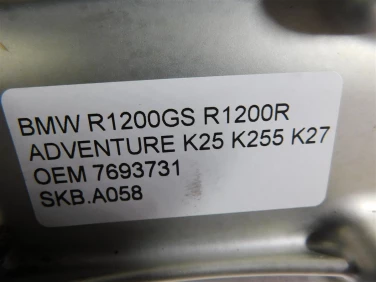 BMW R1200GS R1200R
ADVENTURE K25 K255 K27
OEM 7693731
SKB.A058